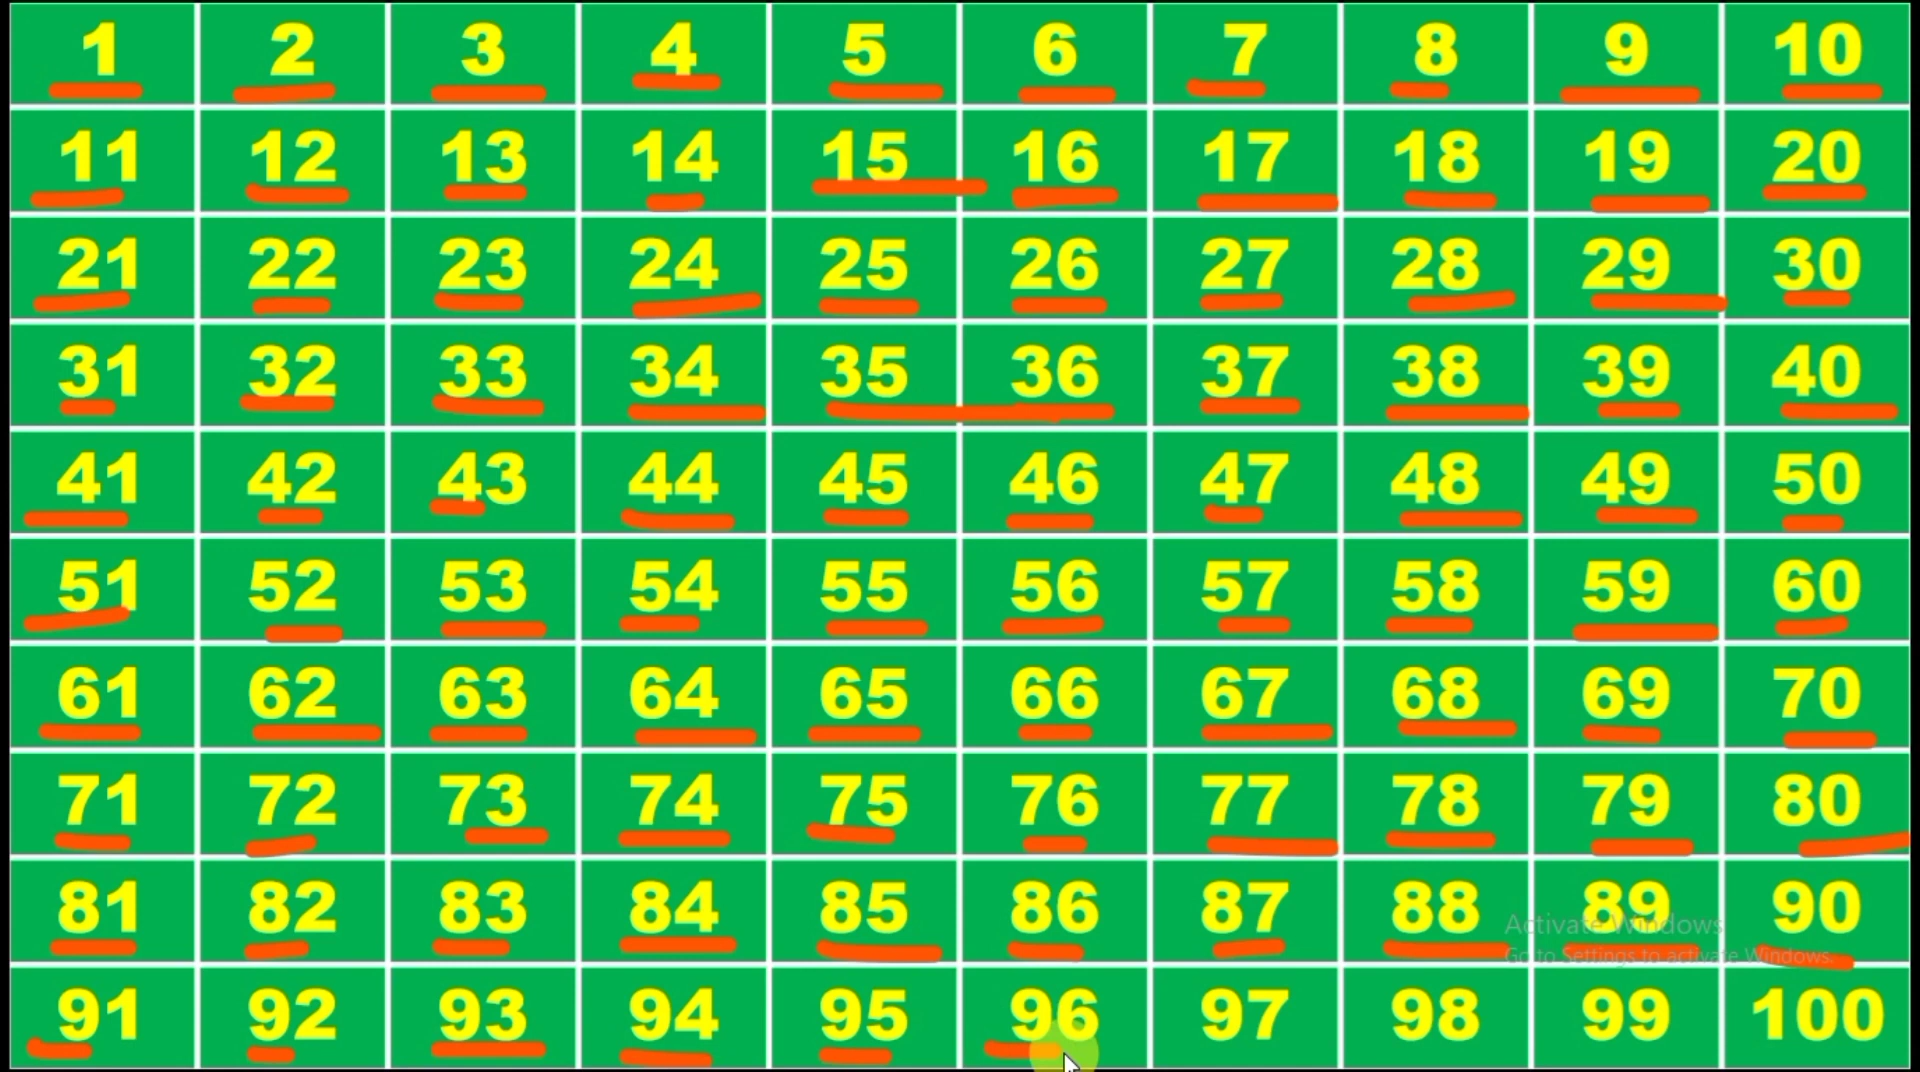 1 2 3 4 5 6 7 8 9 10
11 12 13 14 15 16 17 18 19 20
21 22 23 24 25 26 27 28 29 30
31 32 33 34 35 36 37 38 39 40
41 42 43 44 45 46 47 48 49 50
51 52 53 54 55 56 57 58 59 60
61 62 63 64 65 66 67 68 69 70
71 72 73 74 75 76 77 78 79 80
81 82 83 84 85 86 87 88 89 90
Activate Windows
Go to Settings to activate Windows.
91 92 93 94 95 96 97 98 99 100